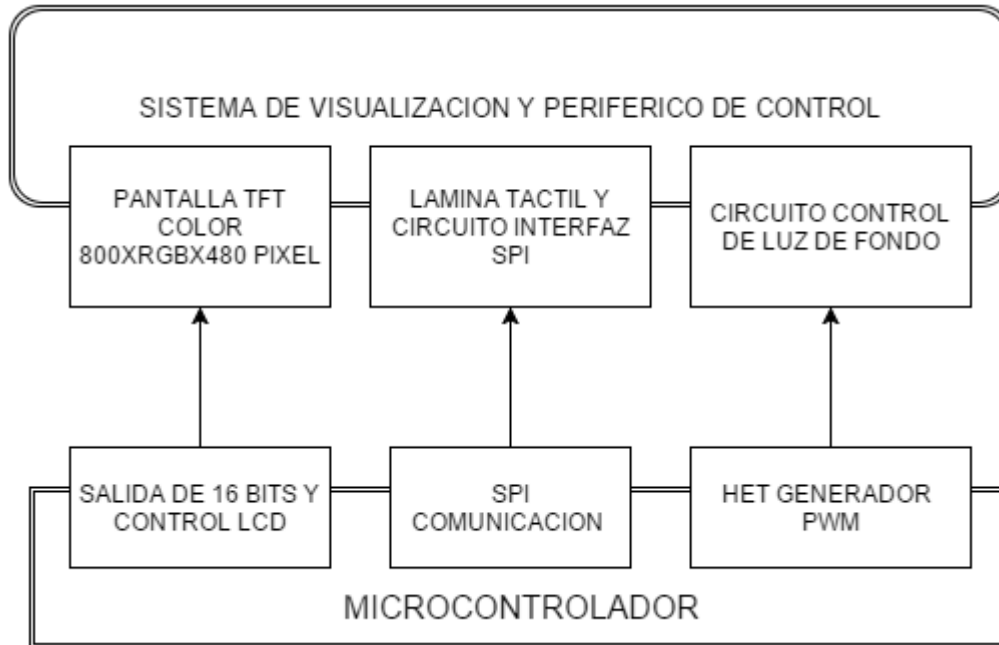 SISTEMA DE VISUALIZACION Y PERIFERICO DE CONTROL
PANTALLA TFT
COLOR
800XRGBX480 PIXEL
LAMINA TACTIL Y
CIRCUITO INTERFAZ
SPI
CIRCUITO CONTROL
DE LUZ DE FONDO
SALIDA DE 16 BITS Y
CONTROL LCD
SPI
COMUNICACION
HET GENERADOR
PWM
MICROCONTROLADOR